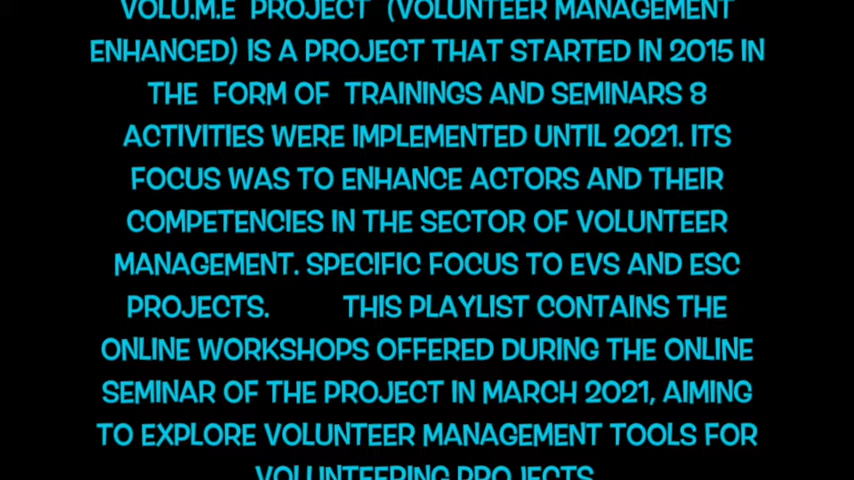 VOLU.M.E PROJECT (VOLUNTEER MANAGEMENT
ENHANCED) IS A PROJECT THAT STARTED IN 2015 IN
THE FORM OF TRAININGS AND SEMINARS 8
ACTIVITIES WERE IMPLEMENTED UNTIL 2021. ITS
FOCUS WAS TO ENHANCE ACTORS AND THEIR
COMPETENCIES IN THE SECTOR OF VOLUNTEER
MANAGEMENT. SPECIFIC FOCUS TO EVS AND ESC
PROJECTS. THIS PLAYLIST CONTAINS THE
ONLINE WORKSHOPS OFFERED DURING THE ONLINE
SEMINAR OF THE PROJECT IN MARCH 2021, AIMING
TO EXPLORE VOLUNTEER MANAGEMENT TOOLS FOR
VOLUNTEERING PROJECTS